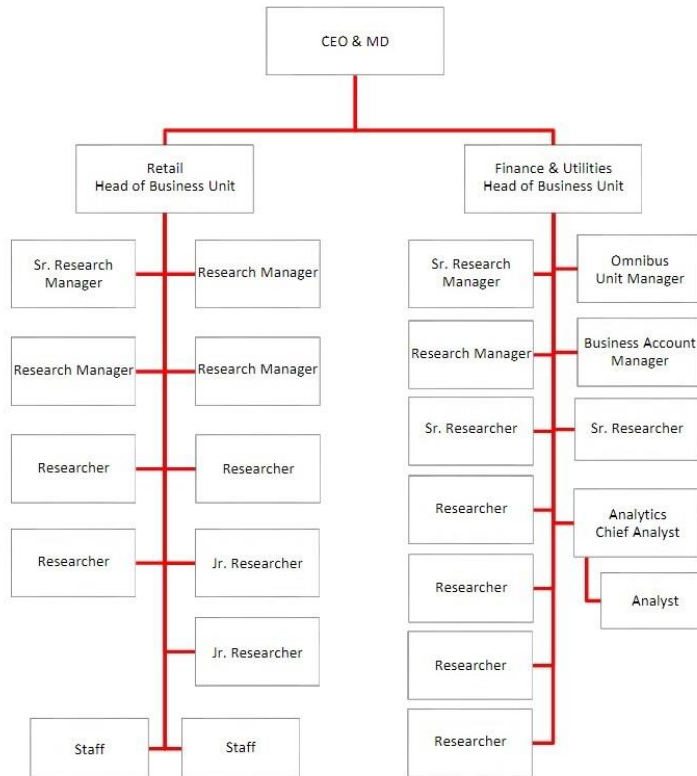 CEO & MD
Retail
Head of Business Unit
Finance & Utilities
Head of Business Unit
Sr. Research
Manager
Research Manager
Research Manager
Research Manager
Researcher
Researcher
Researcher
Jr. Researcher
Jr. Researcher
Staff
Staff
Sr. Research
Manager
Omnibus
Unit Manager
Research Manager
Business Account
Manager
Sr. Researcher
Sr. Researcher
Researcher
Analytics
Chief Analyst
Researcher
Analyst
Researcher
Researcher